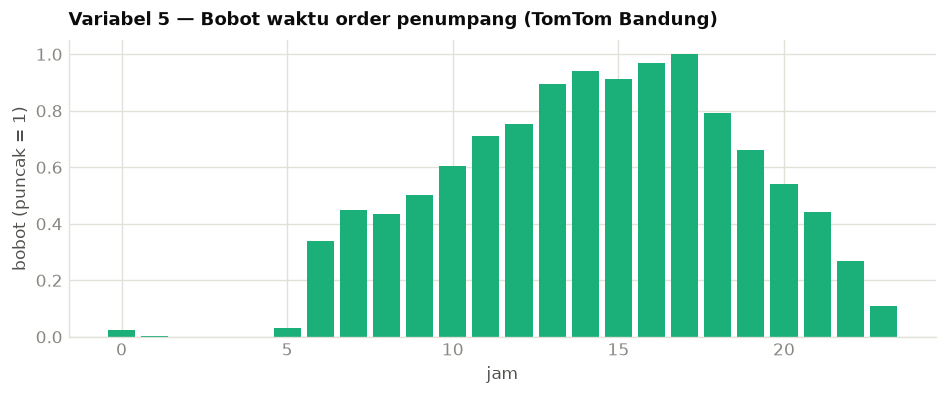 Variabel 5 — Bobot waktu order penumpang (TomTom Bandung)
bobot (puncak = 1)
1.0
0.8
0.6
0.4
0.2
0.0
0 5 10 15 20
jam